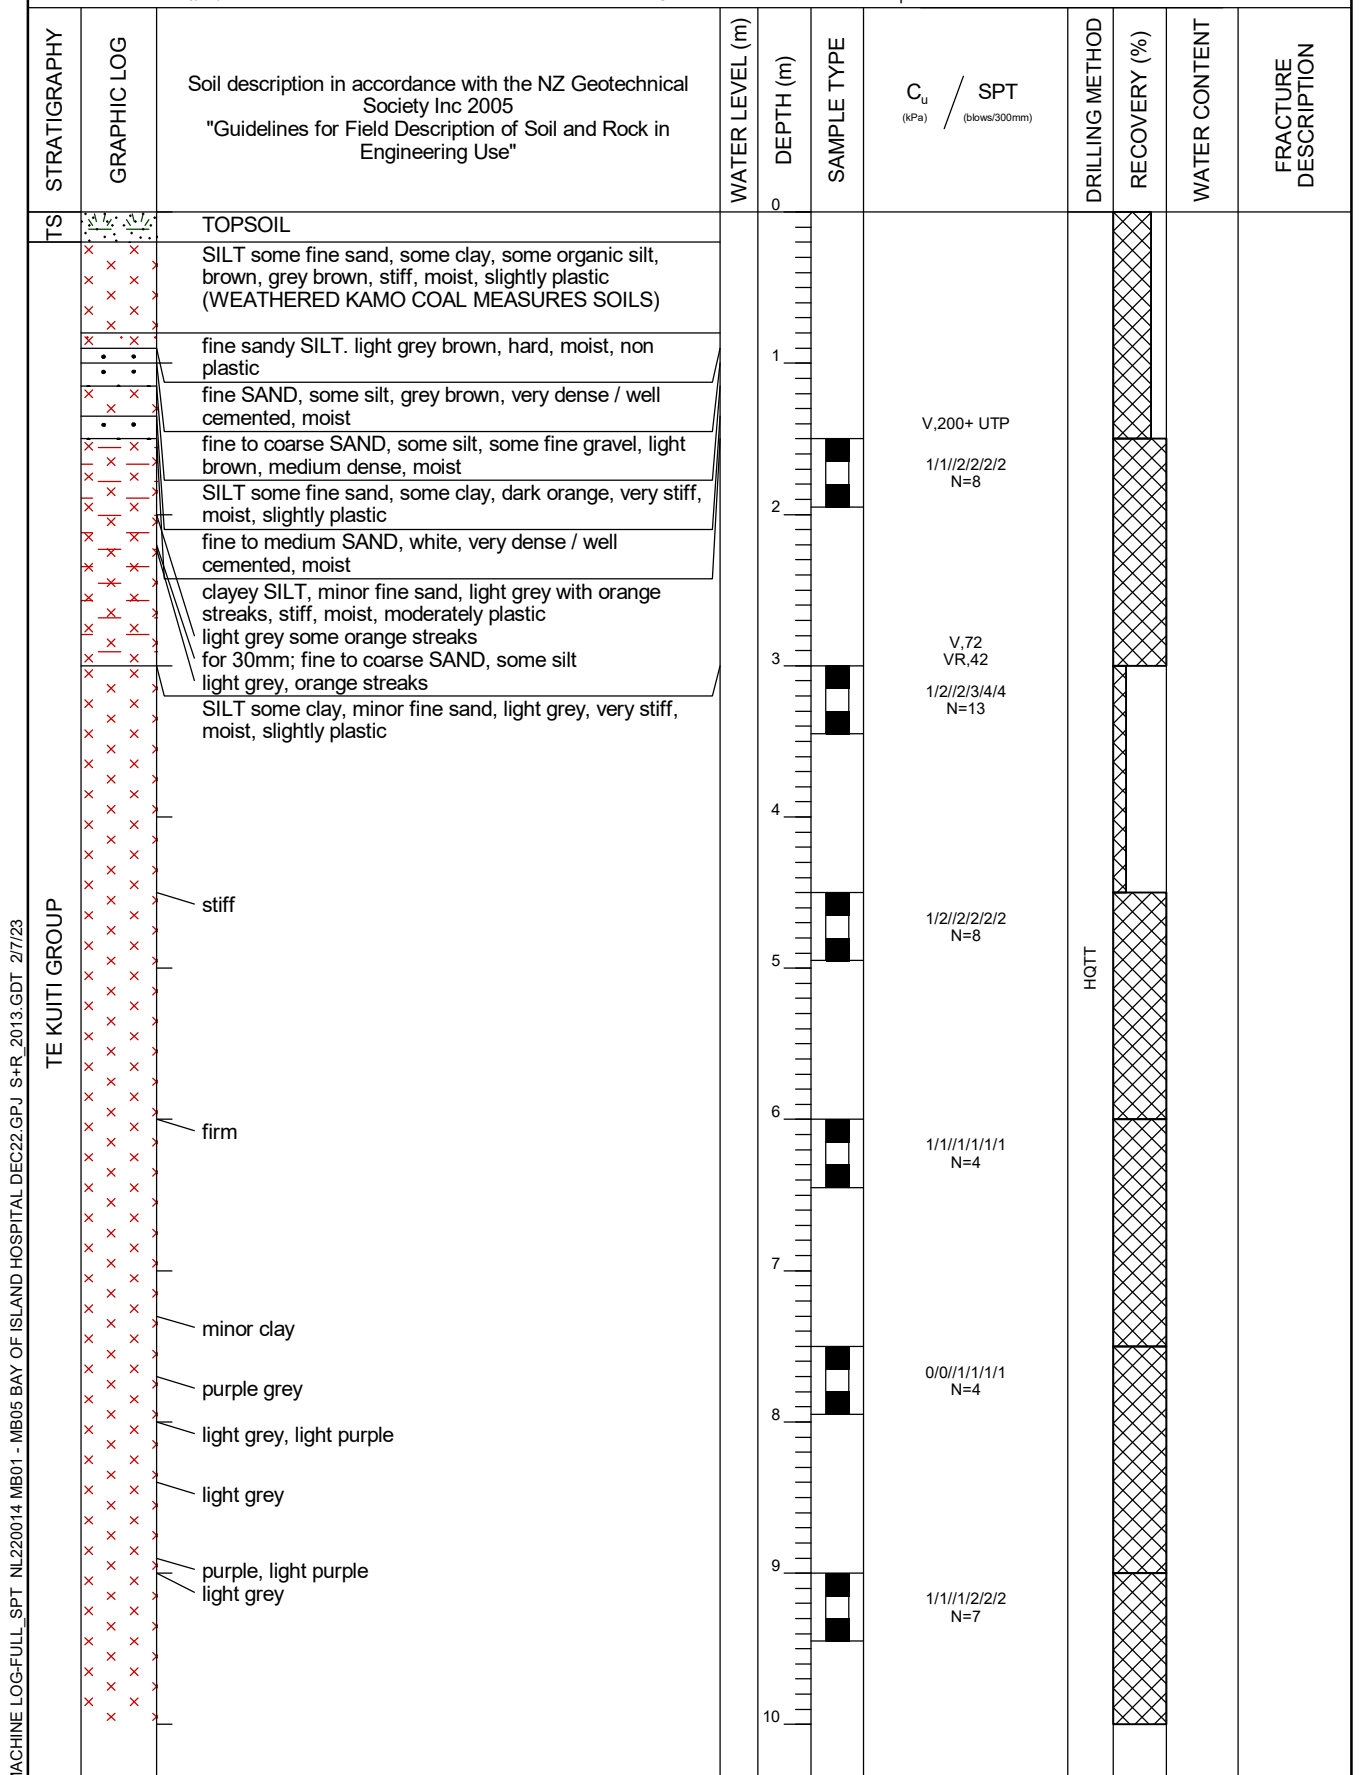 STRATIGRAPHY
GRAPHIC LOG
Soil description in accordance with the NZ Geotechnical
Society Inc 2005
"Guidelines for Field Description of Soil and Rock in
Engineering Use"
WATER LEVEL (m)
DEPTH (m)
SAMPLE TYPE
Cu / SPT
(kPa) (blows/300mm)
DRILLING METHOD
RECOVERY (%)
WATER CONTENT
FRACTURE
DESCRIPTION
0
TS
TOPSOIL
SILT some fine sand, some clay, some organic silt,
brown, grey brown, stiff, moist, slightly plastic
(WEATHERED KAMO COAL MEASURES SOILS)
fine sandy SILT. light grey brown, hard, moist, non
plastic
1
fine SAND, some silt, grey brown, very dense / well
cemented, moist
V,200+ UTP
fine to coarse SAND, some silt, some fine gravel, light
brown, medium dense, moist
1/1//2/2/2/2
N=8
SILT some fine sand, some clay, dark orange, very stiff,
moist, slightly plastic
2
fine to medium SAND, white, very dense / well
cemented, moist
clayey SILT, minor fine sand, light grey with orange
streaks, stiff, moist, moderately plastic
light grey some orange streaks
V,72
VR,42
for 30mm; fine to coarse SAND, some silt
3
light grey, orange streaks
1/2//2/3/4/4
N=13
SILT some clay, minor fine sand, light grey, very stiff,
moist, slightly plastic
4
stiff
1/2//2/2/2/2
N=8
5
TE KUITI GROUP
HQTT
6
firm
1/1//1/1/1/1
N=4
7
minor clay
0/0//1/1/1/1
N=4
purple grey
8
light grey, light purple
light grey
9
purple, light purple
light grey
1/1//1/2/2/2
N=7
10
MACHINE LOG-FULL_SPT NL220014 MB01 - MB05 BAY OF ISLAND HOSPITAL DEC22.GPJ S+R_2013.GDT 2/7/23